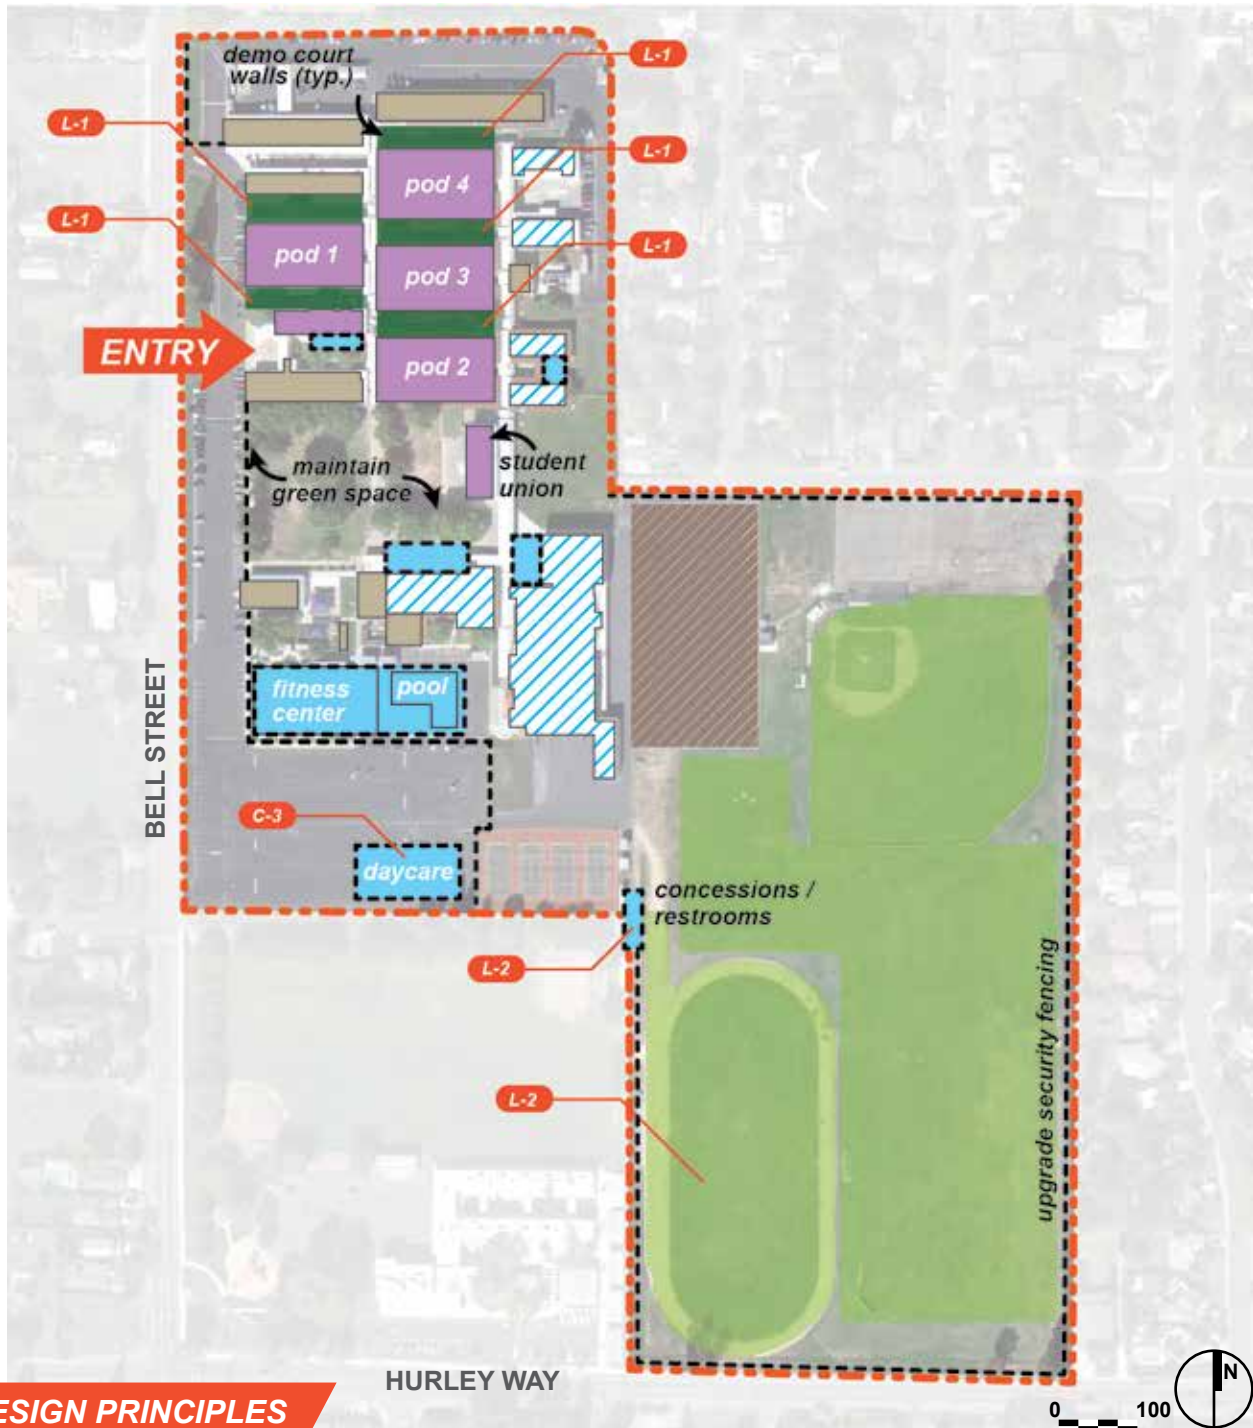 demo court
walls (typ.)
L-1
L-1
L-1
pod 4
L-1
pod 1
L-1
pod 3
ENTRY
pod 2
maintain
green space
student
union
fitness
center
pool
BELL STREET
C-3
daycare
concessions /
restrooms
L-2
upgrade security fencing
L-2
HURLEY WAY
ESIGN PRINCIPLES
N
0 100